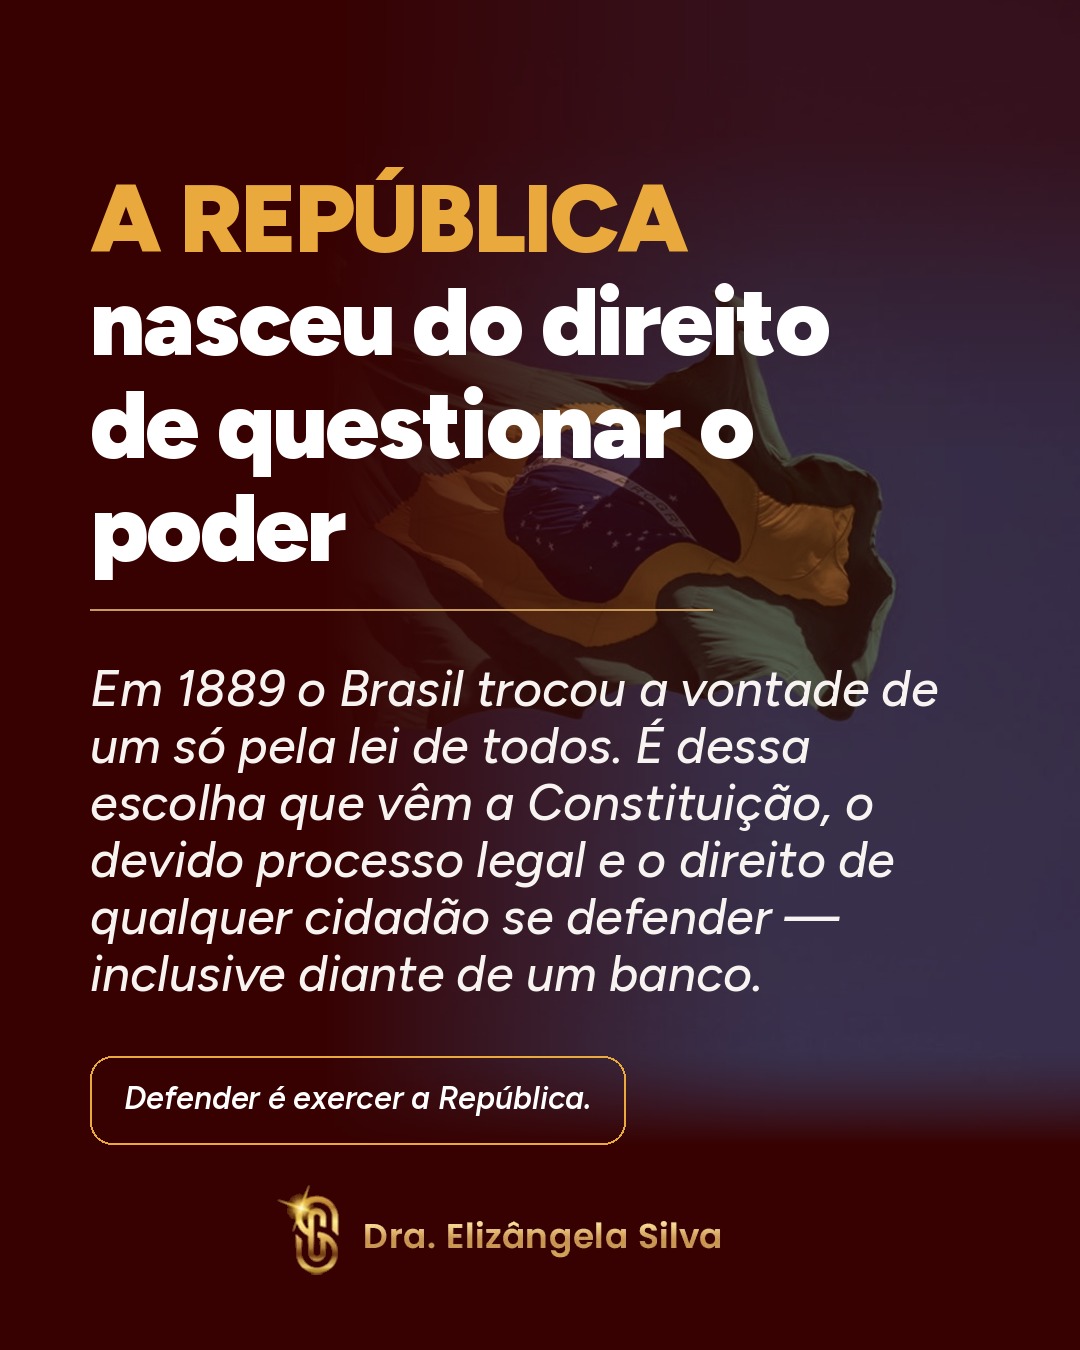 A REPÚBLICA
nasceu do direito
de questionar o
poder
Em 1889 o Brasil trocou a vontade de
um só pela lei de todos. É dessa
escolha que vêm a Constituição, o
devido processo legal e o direito de
qualquer cidadão se defender —
inclusive diante de um banco.
Defender é exercer a República.
Dra. Elizângela Silva